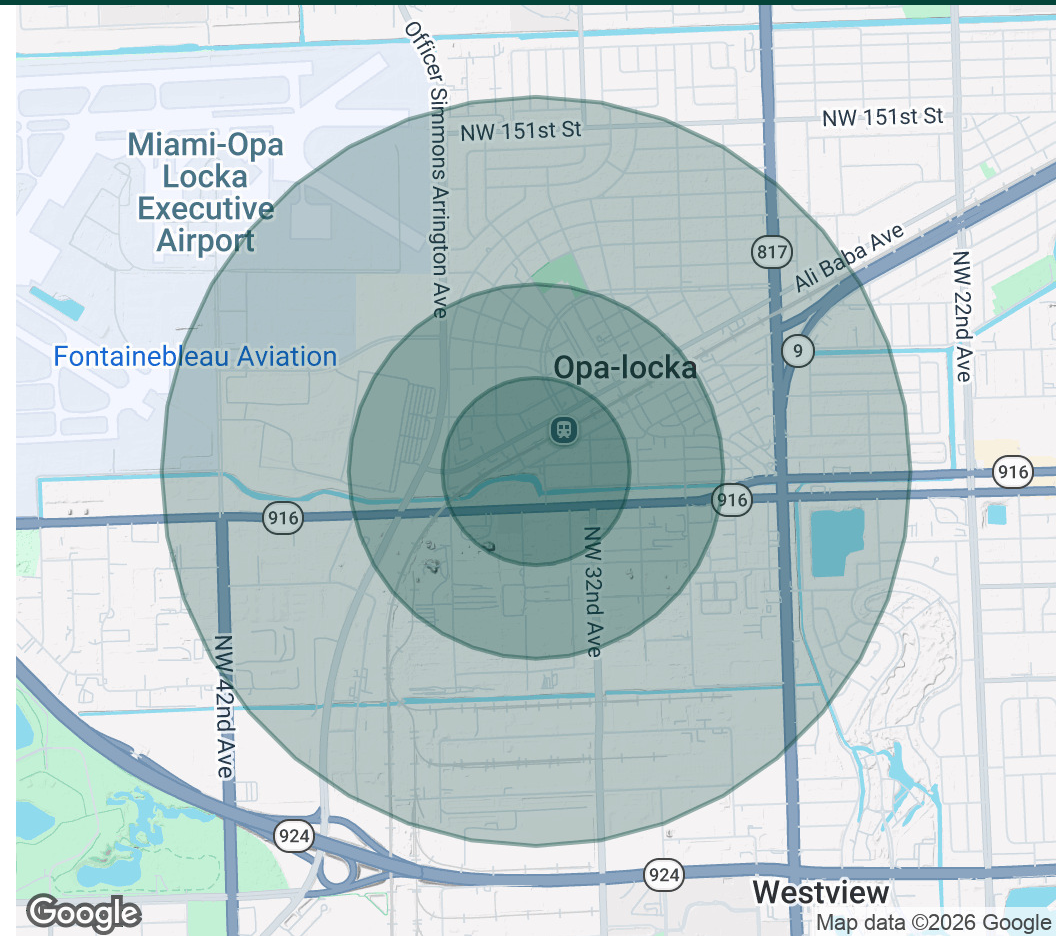 Officer Simmons Arrington Ave
NW 151st St
NW 151st St
Miami-Opa
Locka
Executive
Airport
817
Ali Baba Ave
NW 22nd Ave
9
Fontainebleau Aviation
Opa-locka
916
916
916
NW 32nd Ave
NW 42nd Ave
924
924
Westview
Google
Map data ©2026 Google